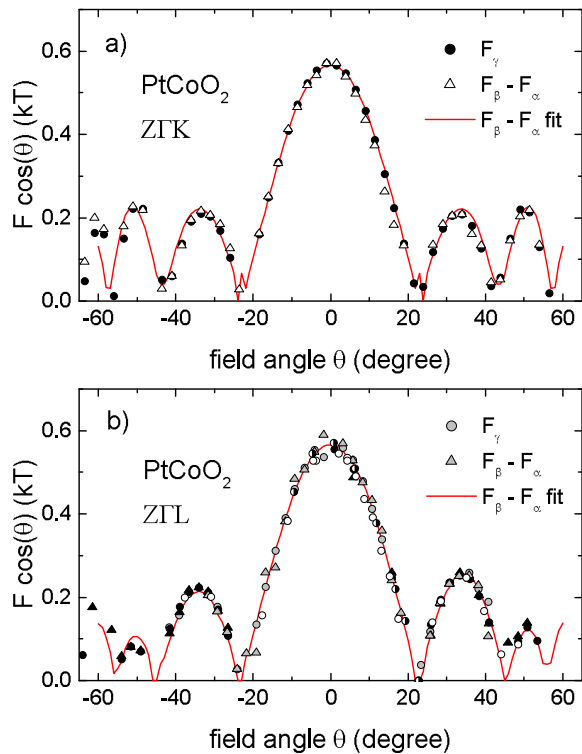 a)
PtCoO2
ZΓK
Fγ
Fβ - Fα
Fβ - Fα fit
F cos(θ) (kT)
0.6
0.4
0.2
0.0
-60 -40 -20 0 20 40 60
field angle θ (degree)
b)
PtCoO2
ZΓL
Fγ
Fβ - Fα
Fβ - Fα fit
F cos(θ) (kT)
0.6
0.4
0.2
0.0
-60 -40 -20 0 20 40 60
field angle θ (degree)